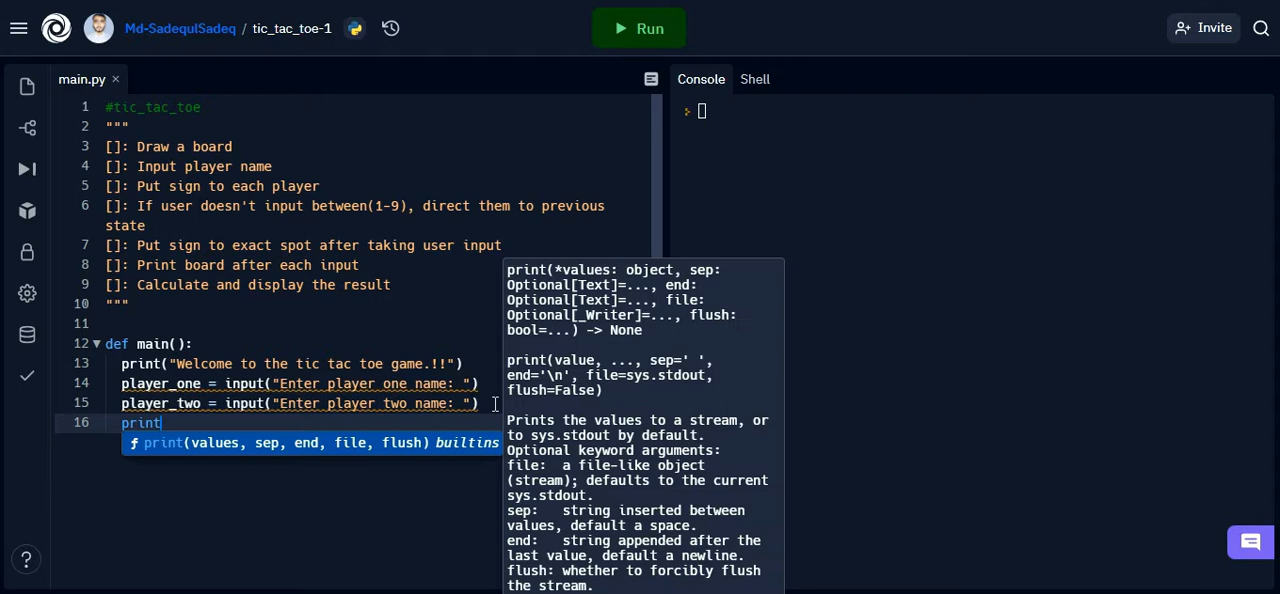 Md-SadequlSadeq / tic_tac_toe-1
Run
Invite
main.py
Console
Shell
1 #tic_tac_toe
2 """
3 []: Draw a board
4 []: Input player name
5 []: Put sign to each player
6 []: If user doesn't input between(1-9), direct them to previous
state
7 []: Put sign to exact spot after taking user input
8 []: Print board after each input
9 []: Calculate and display the result
10 """
11
12 def main():
13 print("Welcome to the tic tac toe game.!!")
14 player_one = input("Enter player one name: ")
15 player_two = input("Enter player two name: ")
16 print
print(values, sep, end, file, flush) builtins
print(*values: object, sep:
Optional[Text]=..., end:
Optional[Text]=..., file:
Optional[_Writer]=..., flush:
bool=...) -> None
print(value, ..., sep=' ',
end='\n', file=sys.stdout,
flush=False)
Prints the values to a stream, or
to sys.stdout by default.
Optional keyword arguments:
file: a file-like object
(stream); defaults to the current
sys.stdout.
sep: string inserted between
values, default a space.
end: string appended after the
last value, default a newline.
flush: whether to forcibly flush
the stream.